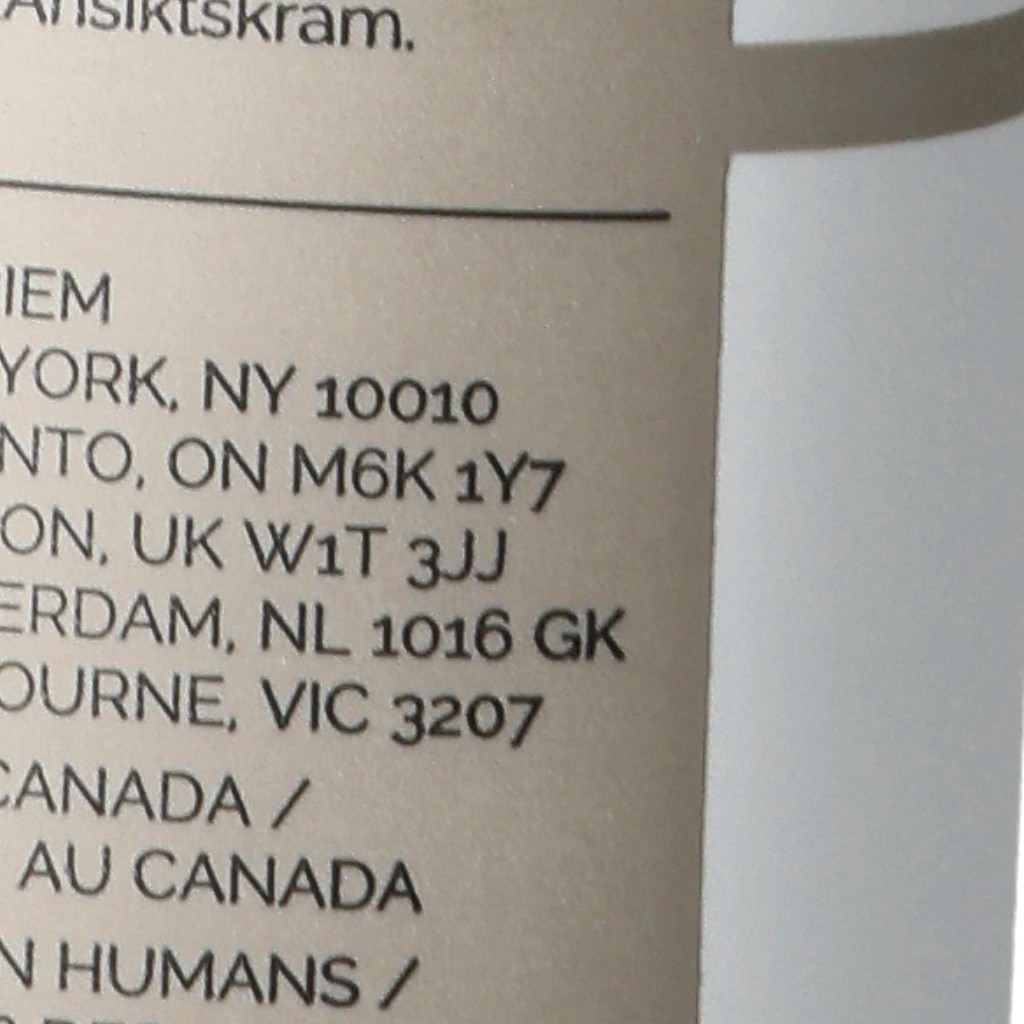 Ansiktskräm.
IEM
YORK, NY 10010
NTO, ON M6K 1Y7
ON, UK W1T 3JJ
ERDAM, NL 1016 GK
OURNE, VIC 3207
CANADA /
AU CANADA
N HUMANS /